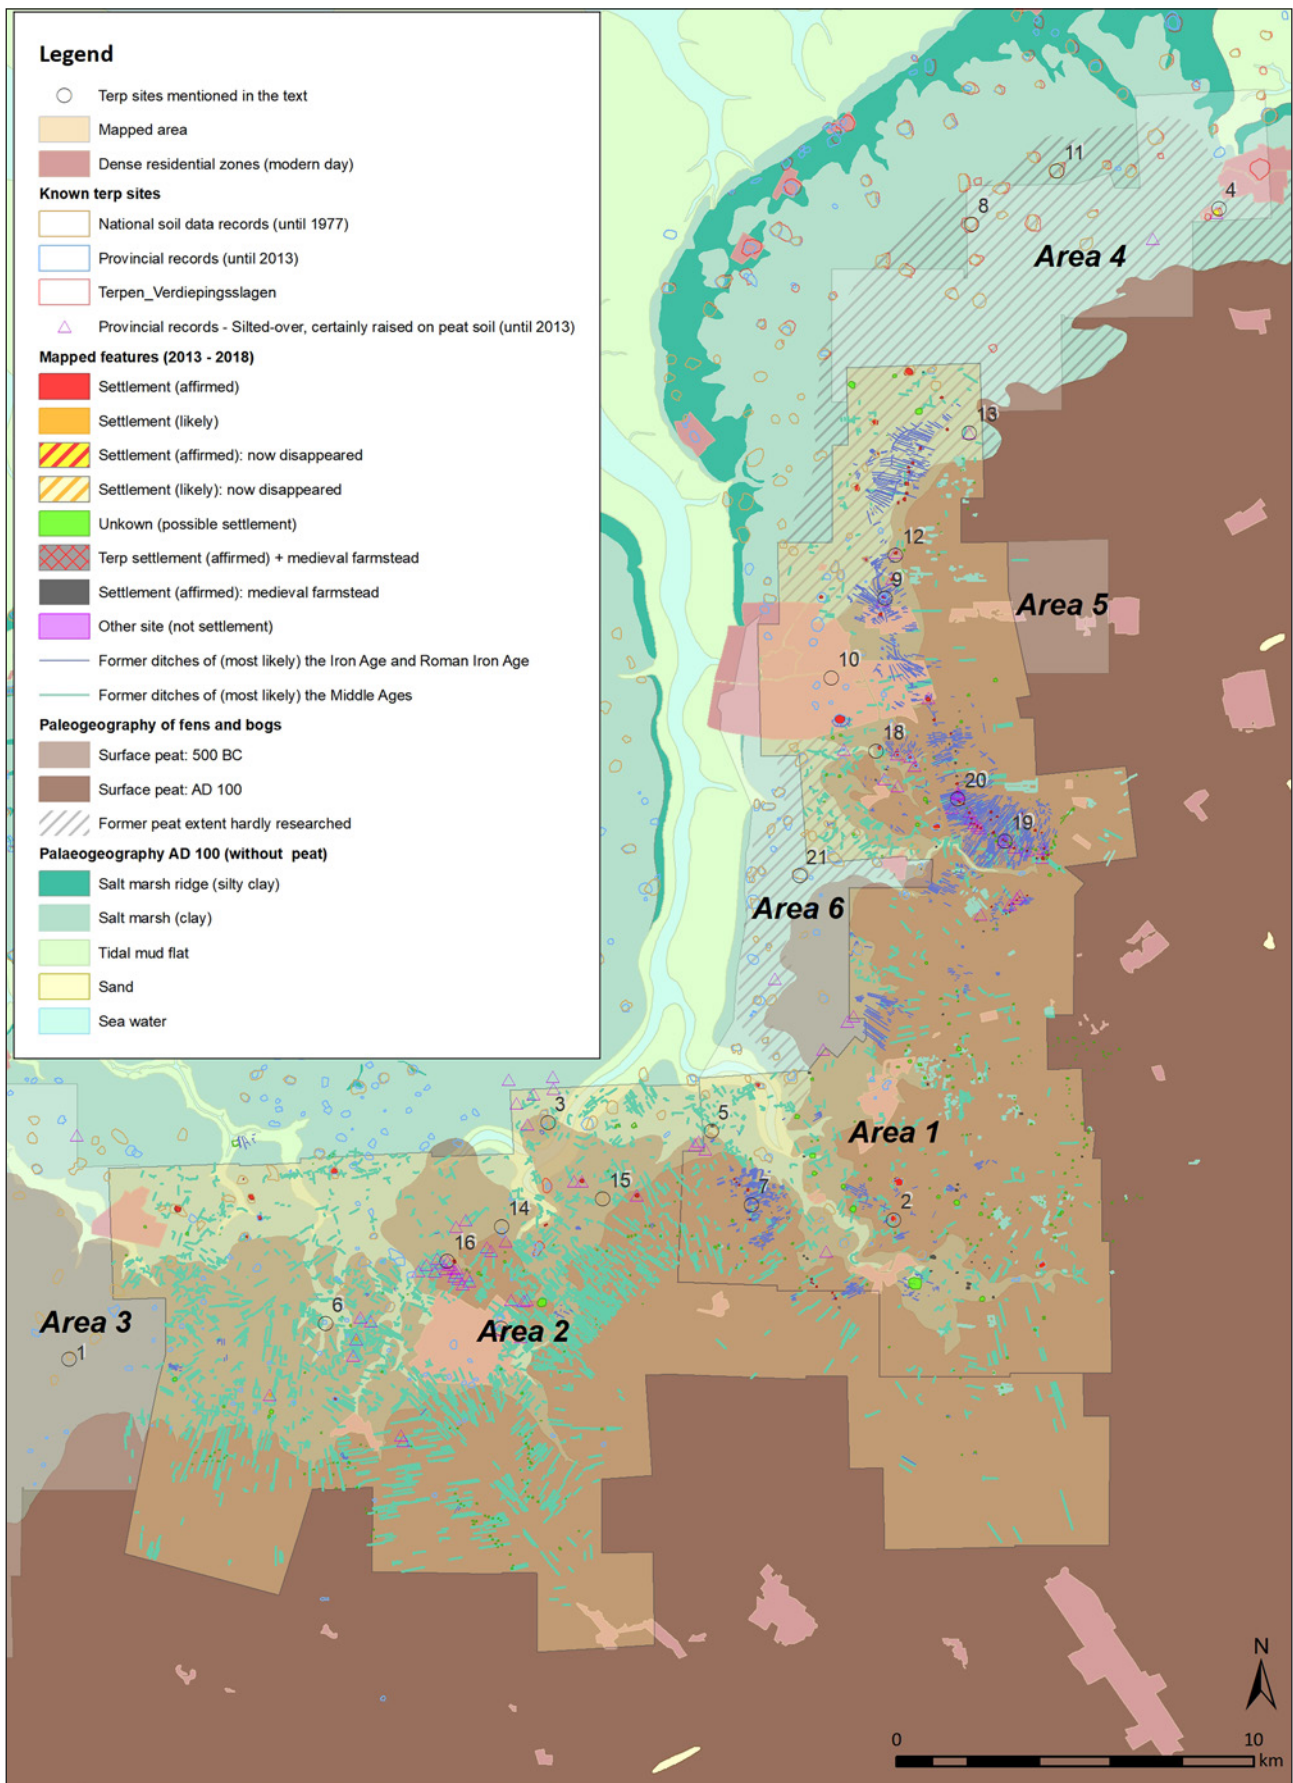 Legend
Terp sites mentioned in the text
Mapped area
Dense residential zones (modern day)
Known terp sites
National soil data records (until 1977)
Provincial records (until 2013)
Terpen_Verdiepingsslagen
Provincial records - Silted-over, certainly raised on peat soil (until 2013)
Mapped features (2013 - 2018)
Settlement (affirmed)
Settlement (likely)
Settlement (affirmed): now disappeared
Settlement (likely): now disappeared
Unkown (possible settlement)
Terp settlement (affirmed) + medieval farmstead
Settlement (affirmed): medieval farmstead
Other site (not settlement)
Former ditches of (most likely) the Iron Age and Roman Iron Age
Former ditches of (most likely) the Middle Ages
Paleogeography of fens and bogs
Surface peat: 500 BC
Surface peat: AD 100
Former peat extent hardly researched
Palaeogeography AD 100 (without peat)
Salt marsh ridge (silty clay)
Salt marsh (clay)
Tidal mud flat
Sand
Sea water
11
4
8
Area 4
13
12
9
Area 5
10
18
20
19
21
Area 6
3
5
Area 1
15
7
14
2
16
6
Area 3
Area 2
1
N
0
10
km